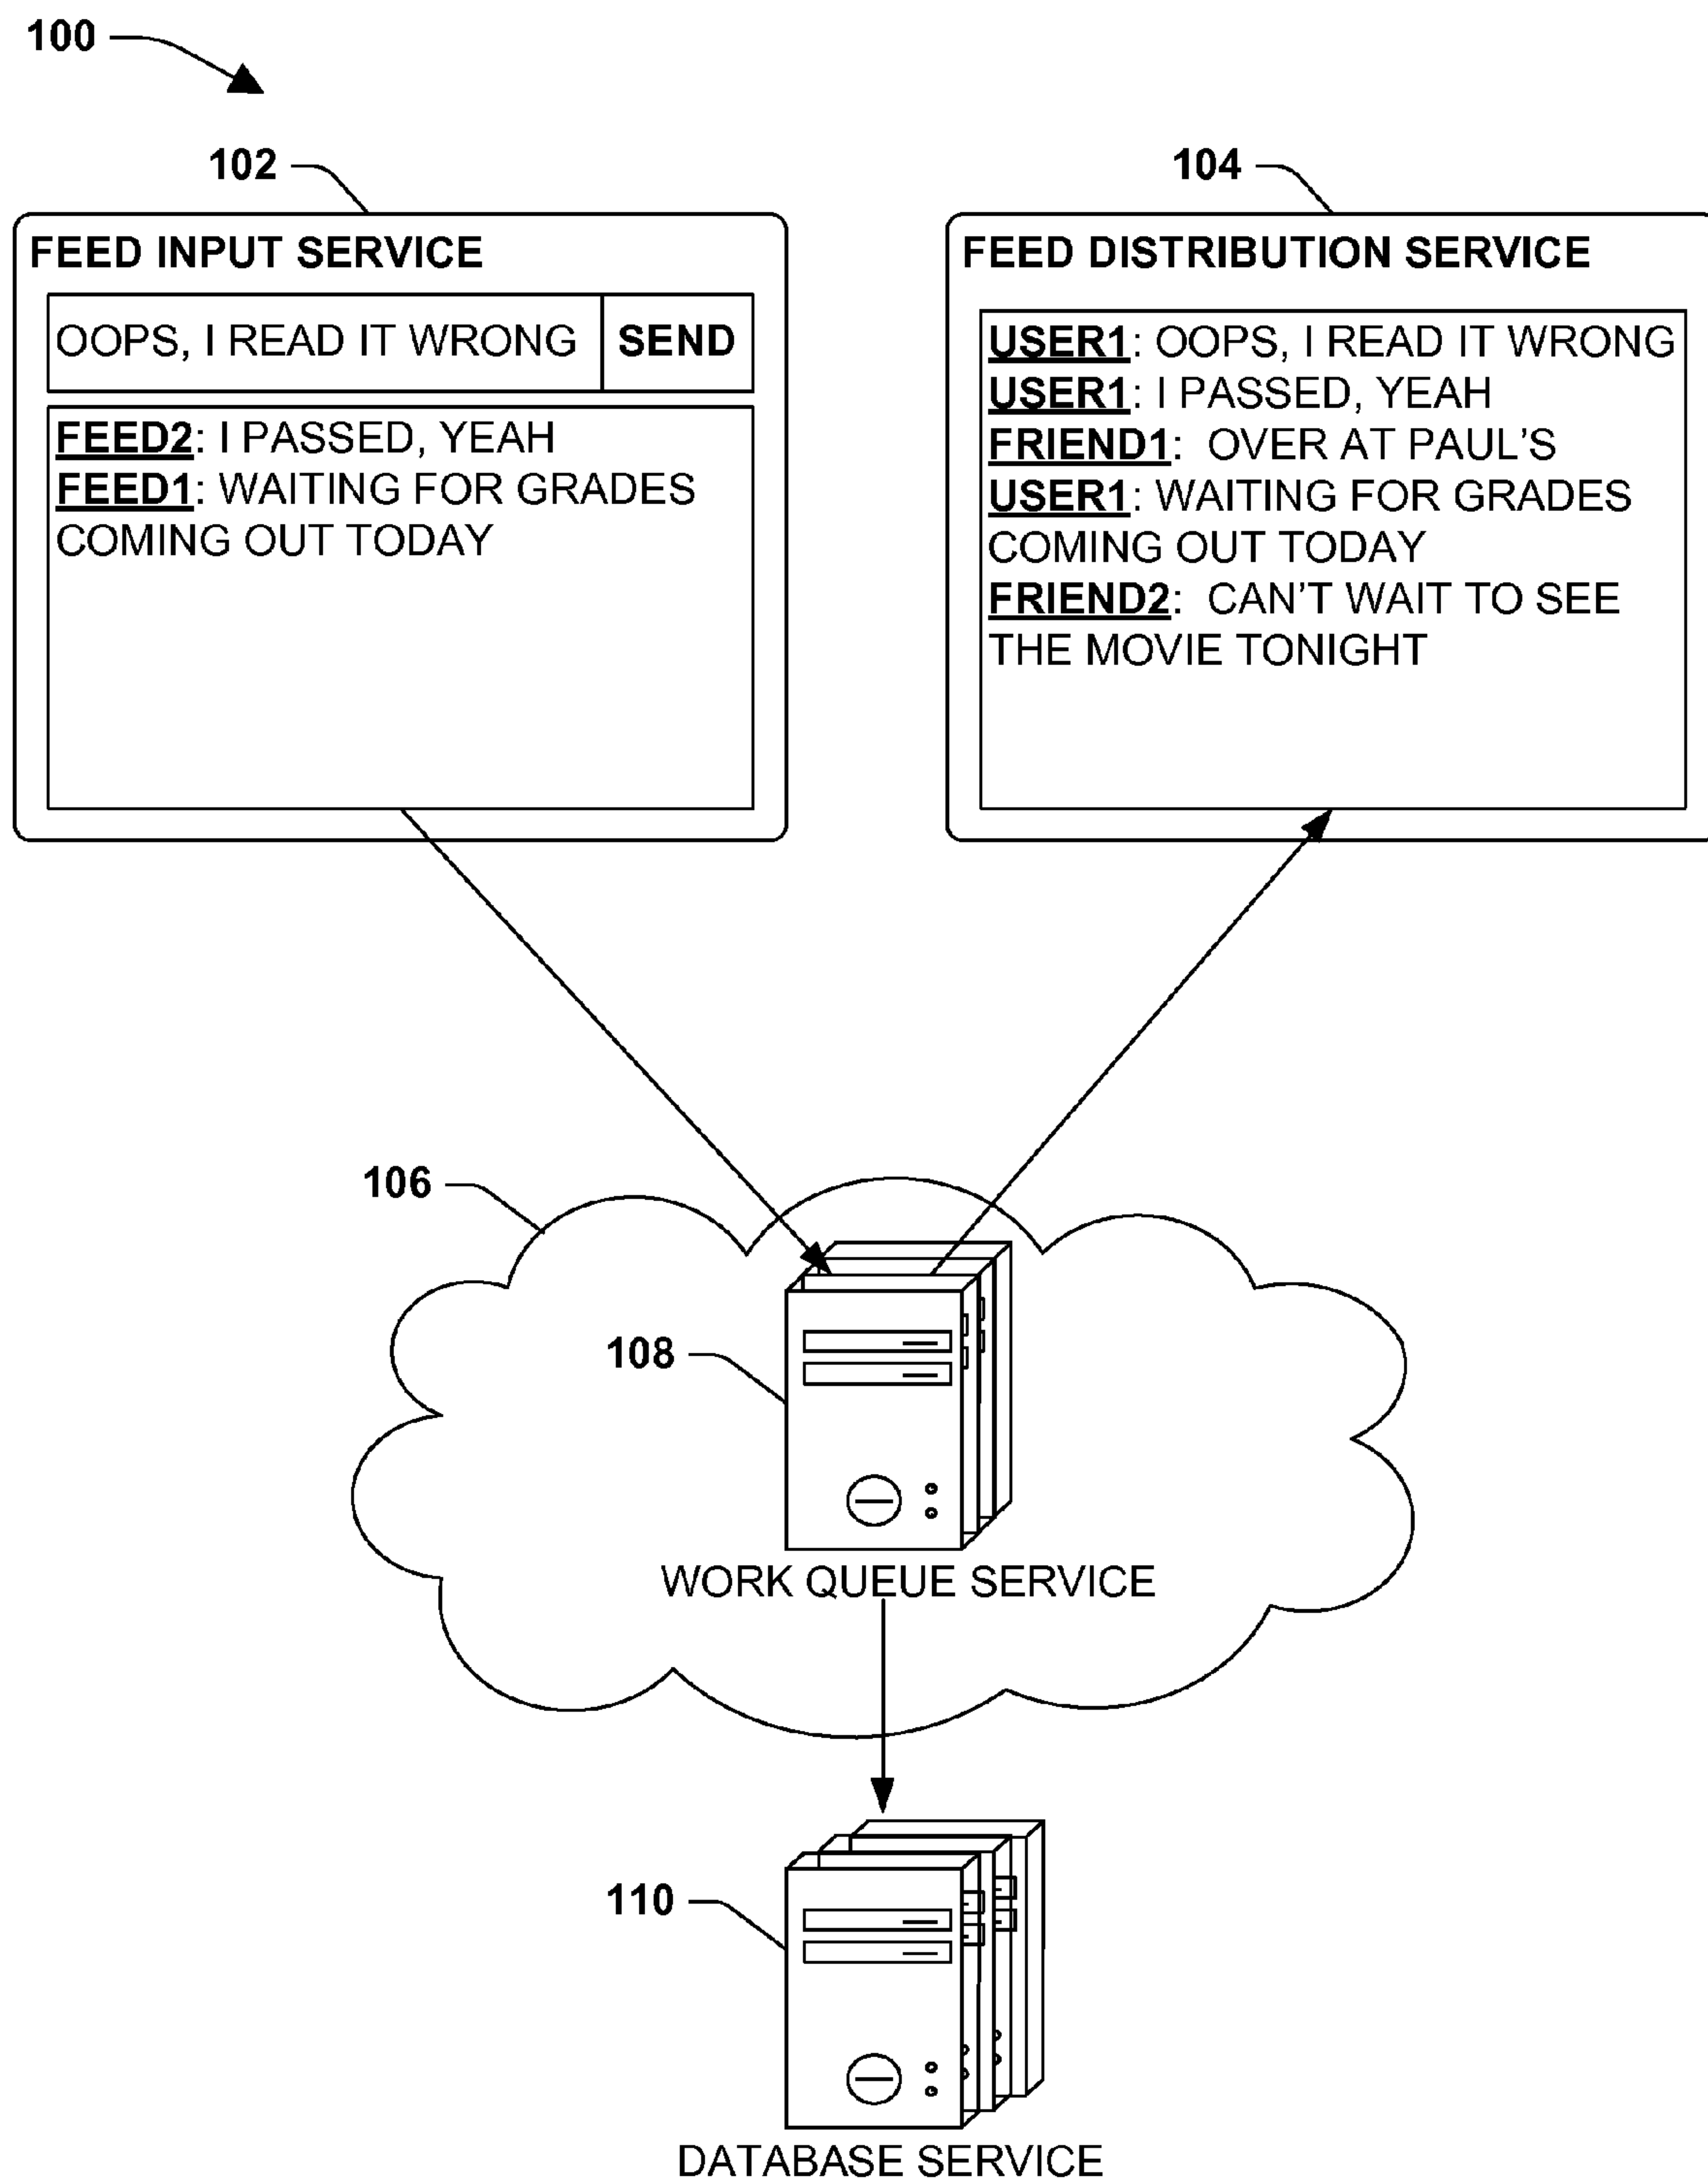 100
102
104
FEED INPUT SERVICE
OOPS, I READ IT WRONG SEND
FEED2: I PASSED, YEAH
FEED1: WAITING FOR GRADES
COMING OUT TODAY
FEED DISTRIBUTION SERVICE
USER1: OOPS, I READ IT WRONG
USER1: I PASSED, YEAH
FRIEND1: OVER AT PAUL'S
USER1: WAITING FOR GRADES
COMING OUT TODAY
FRIEND2: CAN'T WAIT TO SEE
THE MOVIE TONIGHT
106
108
WORK QUEUE SERVICE
110
DATABASE SERVICE